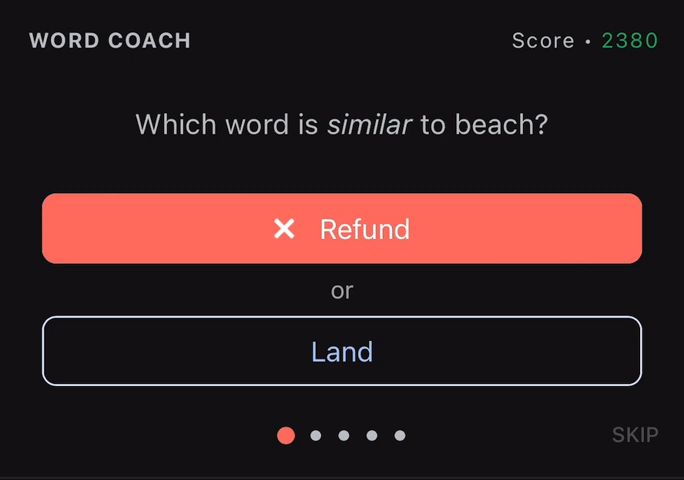 WORD COACH
Score • 2380
Which word is similar to beach?
✕ Refund
or
Land
SKIP